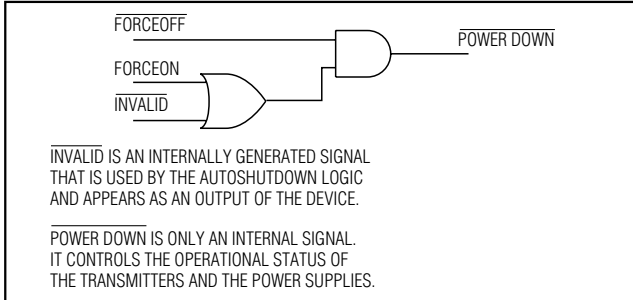 FORCEOFF
POWER DOWN
FORCEON
INVALID
INVALID IS AN INTERNALLY GENERATED SIGNAL
THAT IS USED BY THE AUTOSHUTDOWN LOGIC
AND APPEARS AS AN OUTPUT OF THE DEVICE.
POWER DOWN IS ONLY AN INTERNAL SIGNAL.
IT CONTROLS THE OPERATIONAL STATUS OF
THE TRANSMITTERS AND THE POWER SUPPLIES.